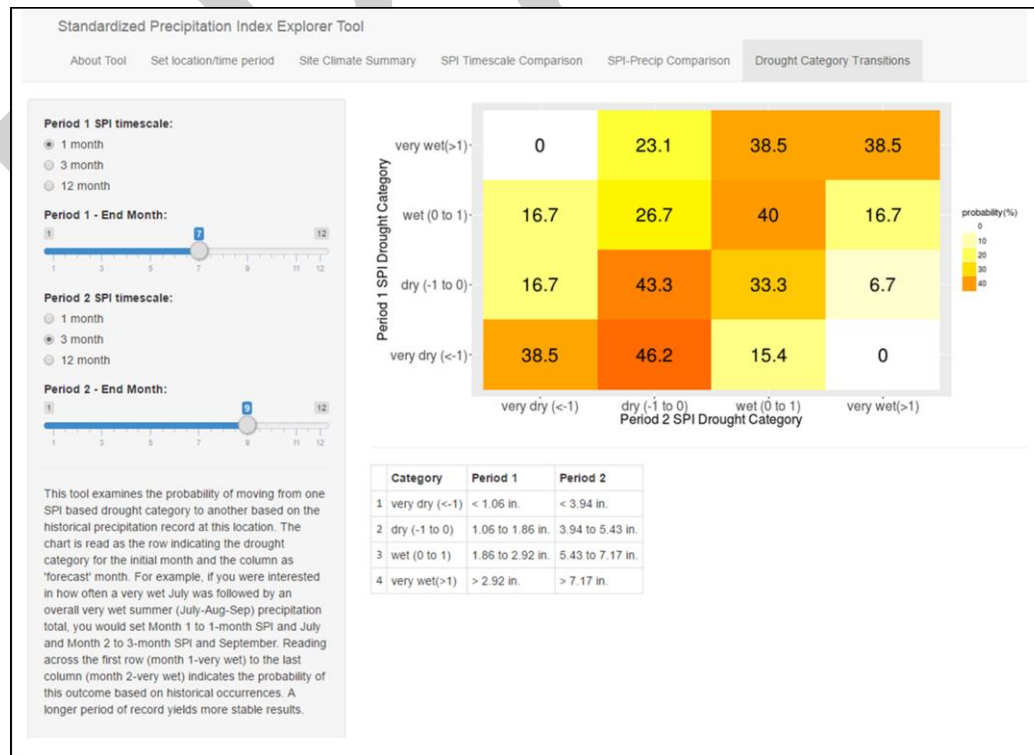 Standardized Precipitation Index Explorer Tool
About Tool Set location/time period Site Climate Summary SPI Timescale Comparison SPI-Precip Comparison Drought Category Transitions
Period 1 SPI timescale:
1 month
3 month
12 month
Period 1 - End Month:
1 7 12
1 3 5 7 9 11 12
Period 2 SPI timescale:
1 month
3 month
12 month
Period 2 - End Month:
1 9 12
1 3 5 7 9 11 12
This tool examines the probability of moving from one
SPI based drought category to another based on the
historical precipitation record at this location. The
chart is read as the row indicating the drought
category for the initial month and the column as
'forecast' month. For example, if you were interested
in how often a very wet July was followed by an
overall very wet summer (July-Aug-Sep) precipitation
total, you would set Month 1 to 1-month SPI and July
and Month 2 to 3-month SPI and September. Reading
across the first row (month 1-very wet) to the last
column (month 2-very wet) indicates the probability of
this outcome based on historical occurrences. A
longer period of record yields more stable results.
Period 1 SPI Drought Category
very wet(>1) 0 23.1 38.5 38.5
wet (0 to 1) 16.7 26.7 40 16.7
dry (-1 to 0) 16.7 43.3 33.3 6.7
very dry (<-1) 38.5 46.2 15.4 0
very dry (<-1) dry (-1 to 0) wet (0 to 1) very wet(>1)
Period 2 SPI Drought Category
probability(%)
0
10
20
30
40
Category Period 1 Period 2
1 very dry (<-1) < 1.06 in. < 3.94 in.
2 dry (-1 to 0) 1.06 to 1.86 in. 3.94 to 5.43 in.
3 wet (0 to 1) 1.86 to 2.92 in. 5.43 to 7.17 in.
4 very wet(>1) > 2.92 in. > 7.17 in.